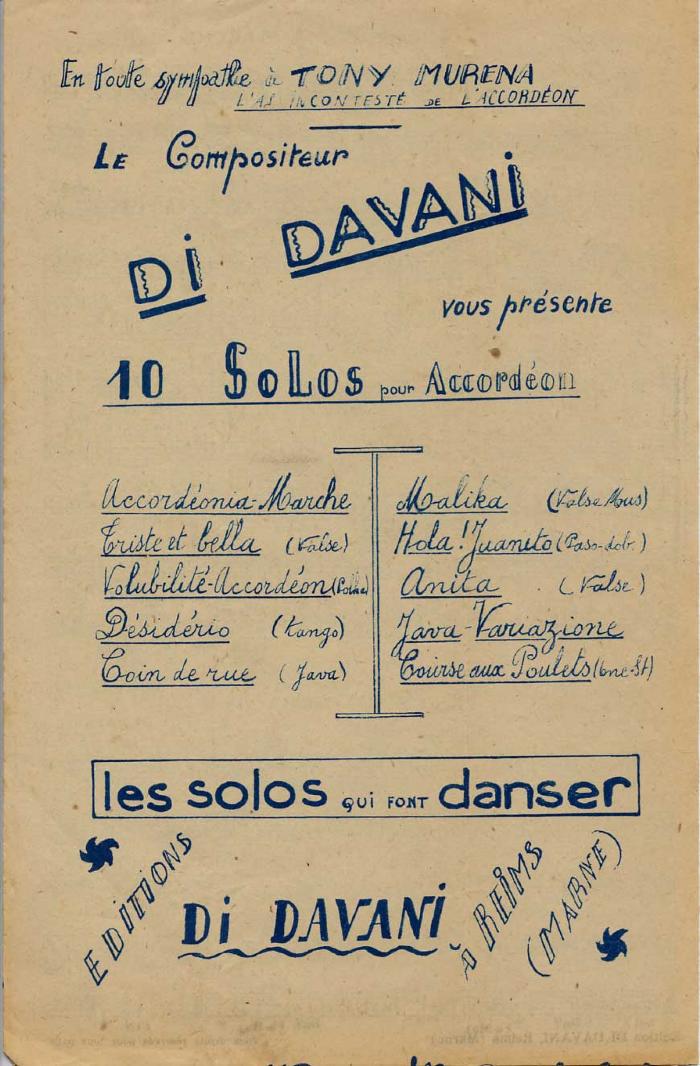 En toute sympathie à TONY MURENA
L'AS INCONTESTÉ DE L'ACCORDÉON
LE Compositeur
Di DAVANi
vous présente
10 SoLos pour Accordéon
Accordéonia-Marche
Triste et bella (Valse)
Volubilité-Accordéon (Polka)
Désidério (tango)
Coin de rue (Java)
Malika (Valse Mus)
Hola! Juanito (Paso-dob.)
Anita (Valse)
Java-Variazione
Course aux Poulets (One-St)
les solos QUI FONT danser
EDITIONS Di DAVANi à REIMS (MARNE)